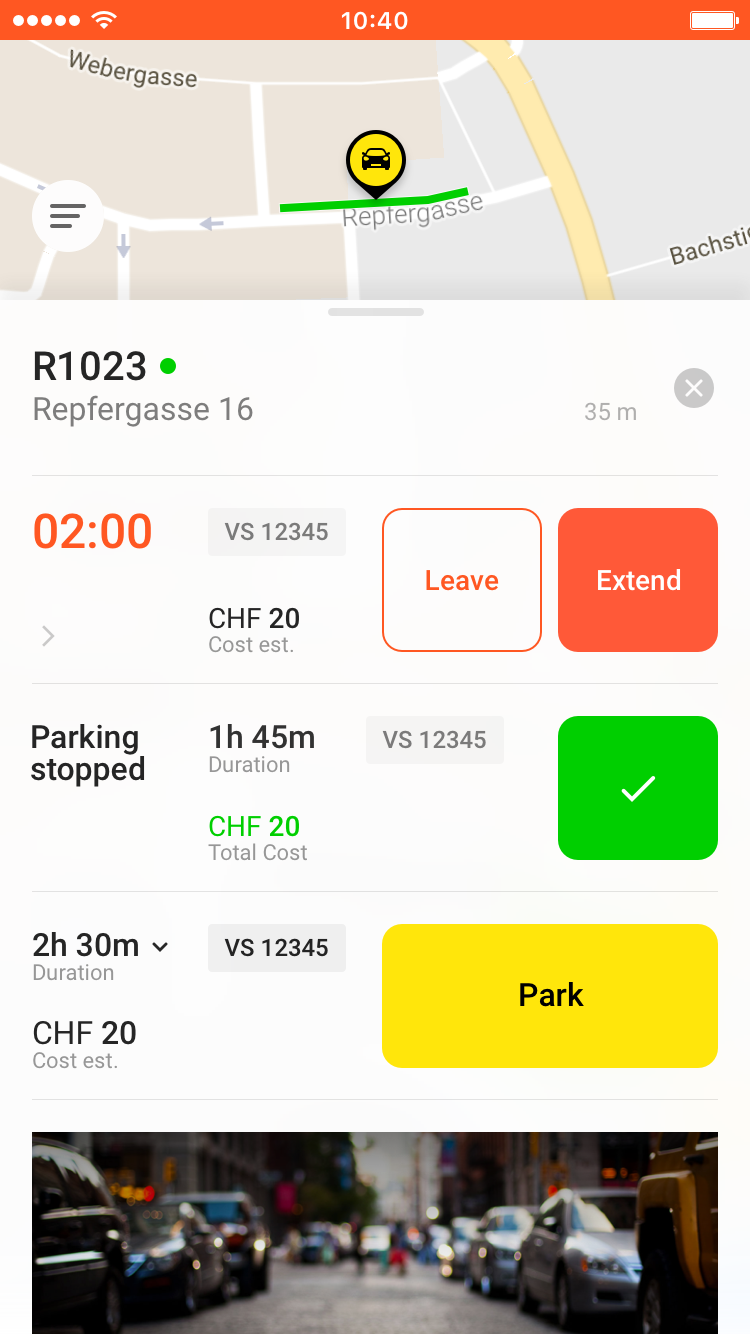 10:40
Webergasse
Repfergasse
R1023
Repfergasse 16
35 m
02:00
VS 12345
Leave
Extend
CHF 20
Cost est.
Parking
stopped
1h 45m
Duration
VS 12345
CHF 20
Total Cost
2h 30m
Duration
VS 12345
Park
CHF 20
Cost est.